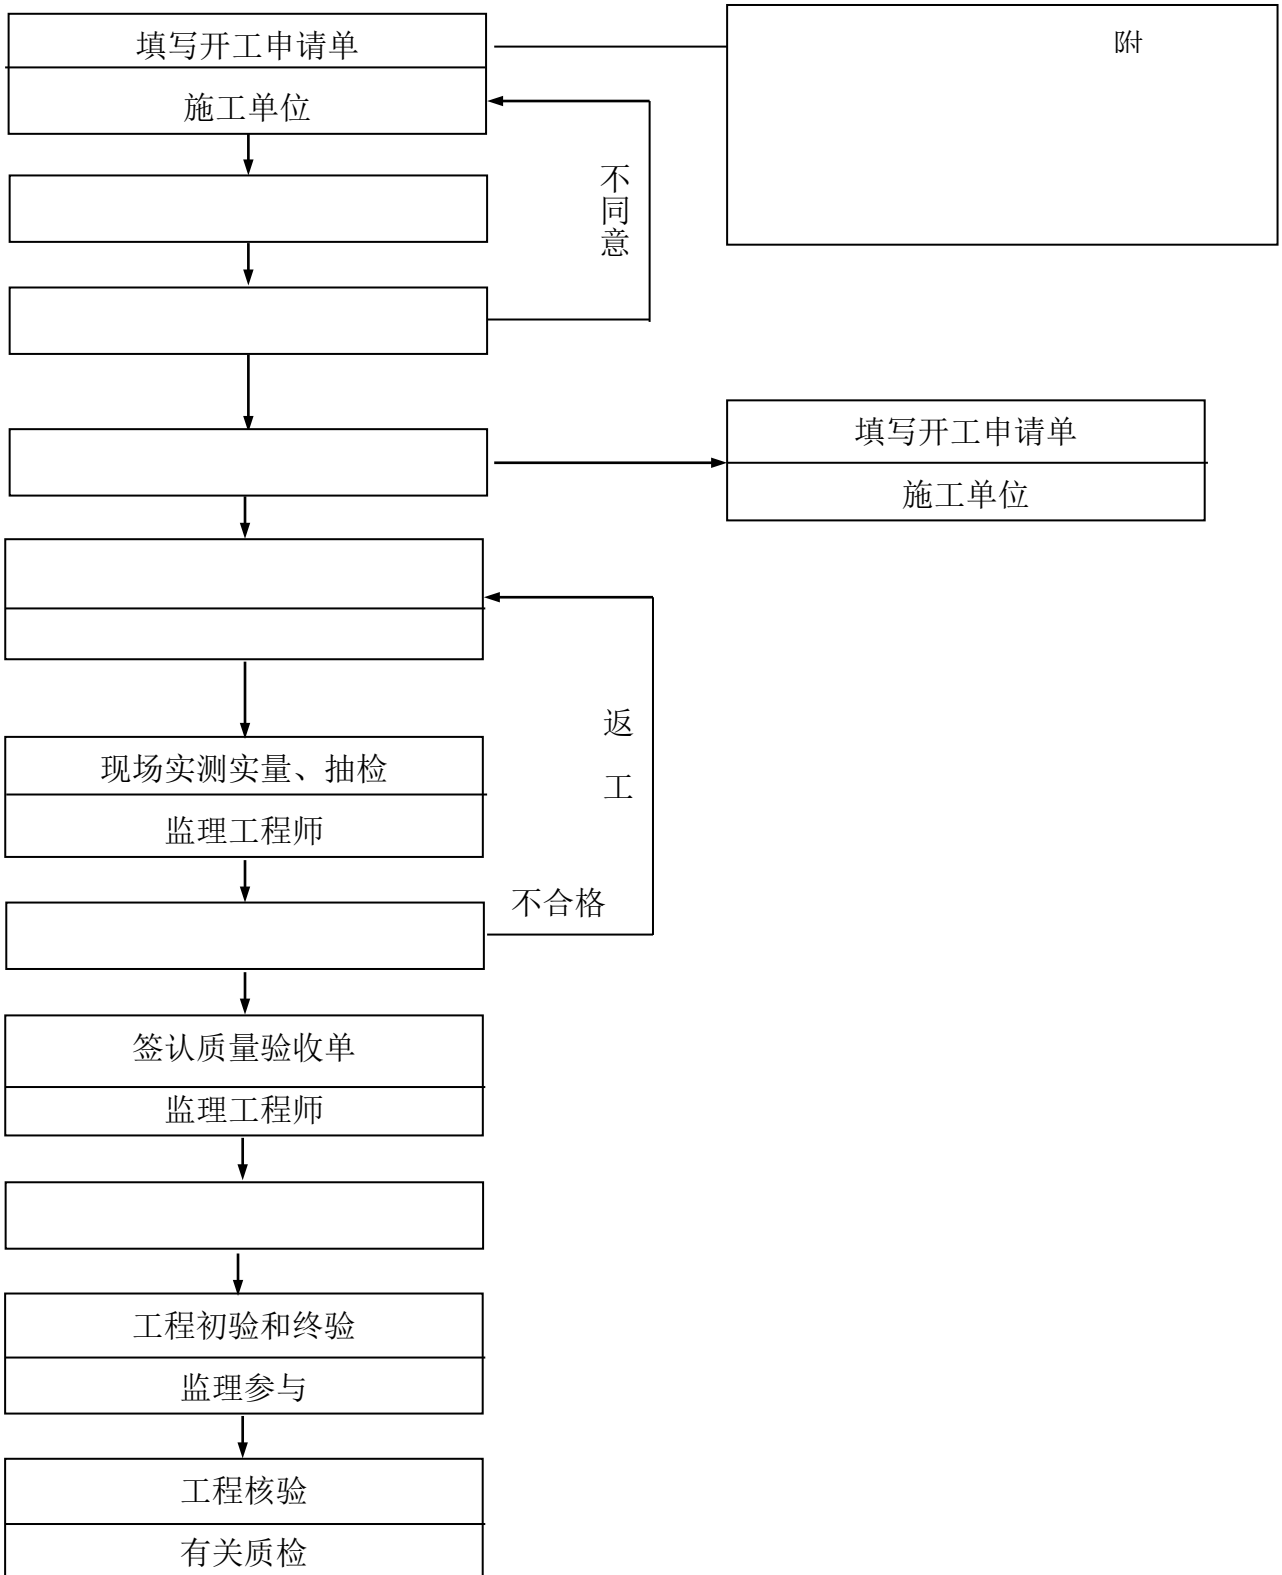 填写开工申请单
附
施工单位
不同意
填写开工申请单
施工单位
返工
现场实测实量、抽检
监理工程师
不合格
签认质量验收单
监理工程师
工程初验和终验
监理参与
工程核验
有关质检